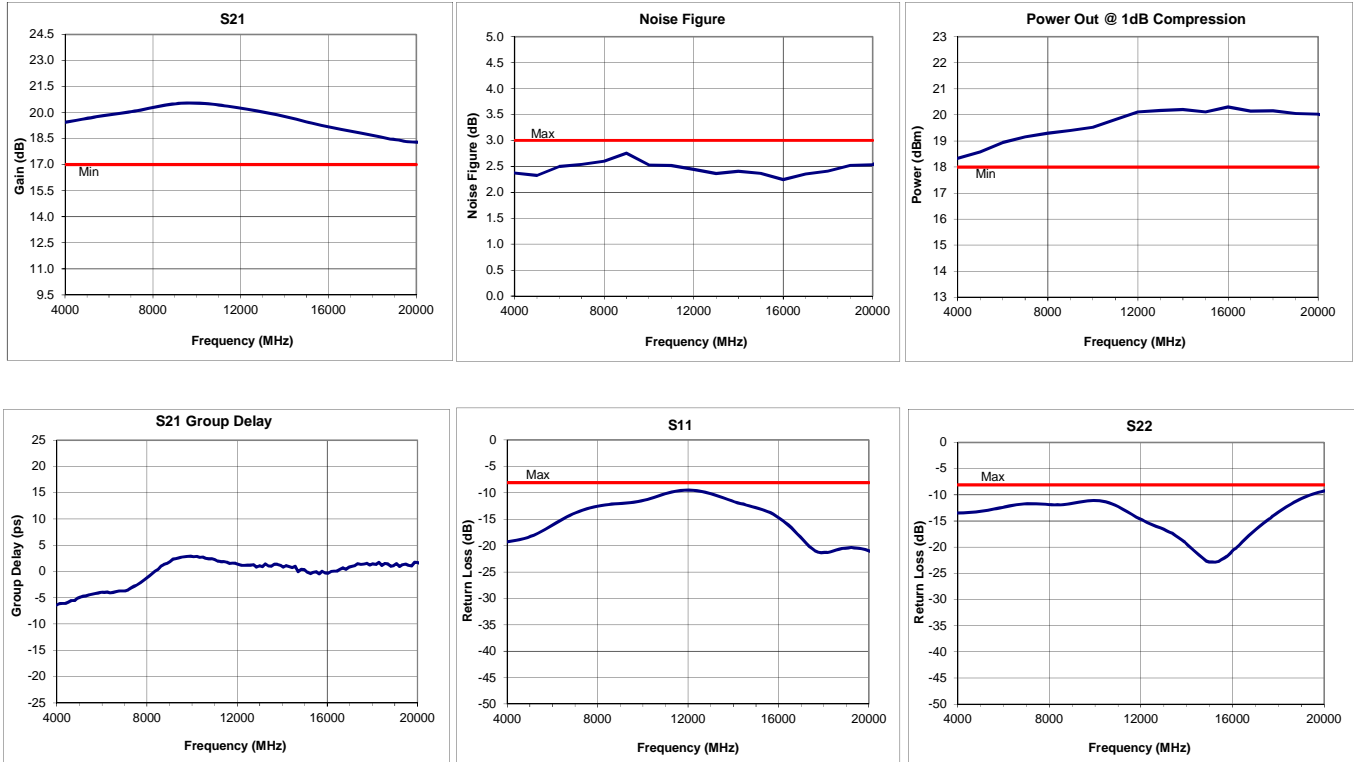 S21
Gain (dB)
24.5
23.0
21.5
20.0
18.5
17.0
15.5
14.0
12.5
11.0
9.5
Min
4000 8000 12000 16000 20000
Frequency (MHz)
Noise Figure
Noise Figure (dB)
5.0
4.5
4.0
3.5
3.0
2.5
2.0
1.5
1.0
0.5
0.0
Max
4000 8000 12000 16000 20000
Frequency (MHz)
Power Out @ 1dB Compression
Power (dBm)
23
22
21
20
19
18
17
16
15
14
13
Min
4000 8000 12000 16000 20000
Frequency (MHz)
S21 Group Delay
Group Delay (ps)
25
20
15
10
5
0
-5
-10
-15
-20
-25
4000 8000 12000 16000 20000
Frequency (MHz)
S11
Return Loss (dB)
0
-5
-10
-15
-20
-25
-30
-35
-40
-45
-50
Max
4000 8000 12000 16000 20000
Frequency (MHz)
S22
Return Loss (dB)
0
-5
-10
-15
-20
-25
-30
-35
-40
-45
-50
Max
4000 8000 12000 16000 20000
Frequency (MHz)